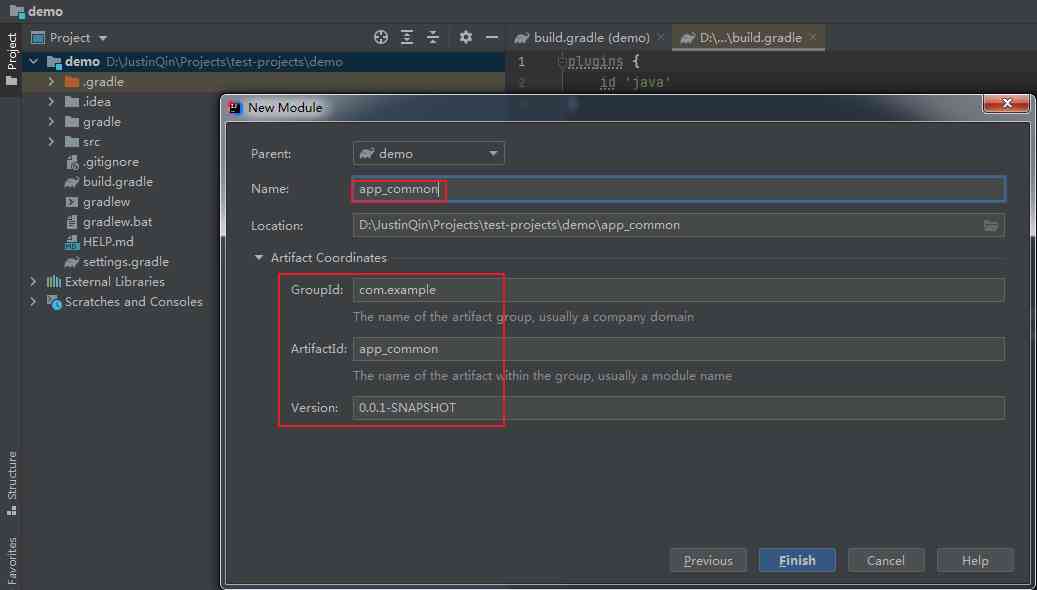 demo
Project
Project
demo D:\JustinQin\Projects\test-projects\demo
.gradle
.idea
gradle
src
.gitignore
build.gradle
gradlew
gradlew.bat
HELP.md
settings.gradle
External Libraries
Scratches and Consoles
Structure
Favorites
build.gradle (demo)
D:\...\build.gradle
1 plugins {
2 id 'java'
New Module
Parent: demo
Name: app_common
Location: D:\JustinQin\Projects\test-projects\demo\app_common
Artifact Coordinates
GroupId: com.example
The name of the artifact group, usually a company domain
ArtifactId: app_common
The name of the artifact within the group, usually a module name
Version: 0.0.1-SNAPSHOT
Previous
Finish
Cancel
Help